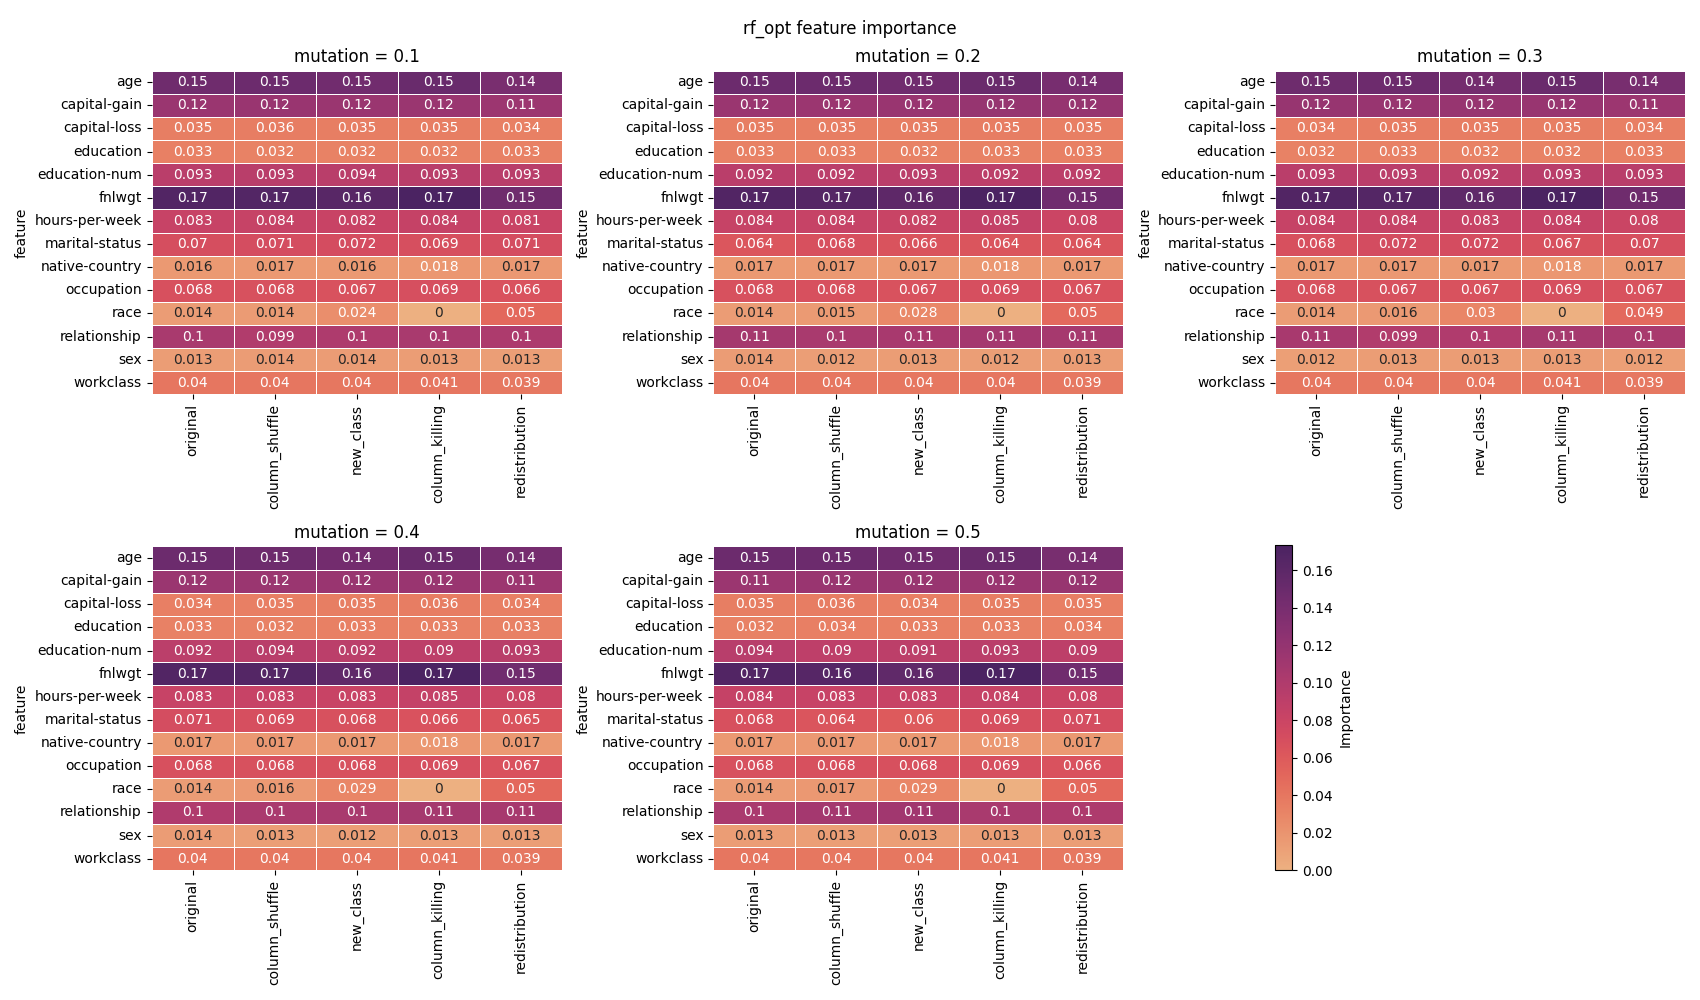 rf_opt feature importance
mutation = 0.1
feature
age 0.15 0.15 0.15 0.15 0.14
capital-gain 0.12 0.12 0.12 0.12 0.11
capital-loss 0.035 0.036 0.035 0.035 0.034
education 0.033 0.032 0.032 0.032 0.033
education-num 0.093 0.093 0.094 0.093 0.093
fnlwgt 0.17 0.17 0.16 0.17 0.15
hours-per-week 0.083 0.084 0.082 0.084 0.081
marital-status 0.07 0.071 0.072 0.069 0.071
native-country 0.016 0.017 0.016 0.018 0.017
occupation 0.068 0.068 0.067 0.069 0.066
race 0.014 0.014 0.024 0 0.05
relationship 0.1 0.099 0.1 0.1 0.1
sex 0.013 0.014 0.014 0.013 0.013
workclass 0.04 0.04 0.04 0.041 0.039
original column_shuffle new_class column_killing redistribution
mutation = 0.2
feature
age 0.15 0.15 0.15 0.15 0.14
capital-gain 0.12 0.12 0.12 0.12 0.12
capital-loss 0.035 0.035 0.035 0.035 0.035
education 0.033 0.033 0.032 0.033 0.033
education-num 0.092 0.092 0.093 0.092 0.092
fnlwgt 0.17 0.17 0.16 0.17 0.15
hours-per-week 0.084 0.084 0.082 0.085 0.08
marital-status 0.064 0.068 0.066 0.064 0.064
native-country 0.017 0.017 0.017 0.018 0.017
occupation 0.068 0.068 0.067 0.069 0.067
race 0.014 0.015 0.028 0 0.05
relationship 0.11 0.1 0.11 0.11 0.11
sex 0.014 0.012 0.013 0.012 0.013
workclass 0.04 0.04 0.04 0.04 0.039
original column_shuffle new_class column_killing redistribution
mutation = 0.3
feature
age 0.15 0.15 0.14 0.15 0.14
capital-gain 0.12 0.12 0.12 0.12 0.11
capital-loss 0.034 0.035 0.035 0.035 0.034
education 0.032 0.033 0.032 0.032 0.033
education-num 0.093 0.093 0.092 0.093 0.093
fnlwgt 0.17 0.17 0.16 0.17 0.15
hours-per-week 0.084 0.084 0.083 0.084 0.08
marital-status 0.068 0.072 0.072 0.067 0.07
native-country 0.017 0.017 0.017 0.018 0.017
occupation 0.068 0.067 0.067 0.069 0.067
race 0.014 0.016 0.03 0 0.049
relationship 0.11 0.099 0.1 0.11 0.1
sex 0.012 0.013 0.013 0.013 0.012
workclass 0.04 0.04 0.04 0.041 0.039
original column_shuffle new_class column_killing redistribution
mutation = 0.4
feature
age 0.15 0.15 0.14 0.15 0.14
capital-gain 0.12 0.12 0.12 0.12 0.11
capital-loss 0.034 0.035 0.035 0.036 0.034
education 0.033 0.032 0.033 0.033 0.033
education-num 0.092 0.094 0.092 0.09 0.093
fnlwgt 0.17 0.17 0.16 0.17 0.15
hours-per-week 0.083 0.083 0.083 0.085 0.08
marital-status 0.071 0.069 0.068 0.066 0.065
native-country 0.017 0.017 0.017 0.018 0.017
occupation 0.068 0.068 0.068 0.069 0.067
race 0.014 0.016 0.029 0 0.05
relationship 0.1 0.1 0.1 0.11 0.11
sex 0.014 0.013 0.012 0.013 0.013
workclass 0.04 0.04 0.04 0.041 0.039
original column_shuffle new_class column_killing redistribution
mutation = 0.5
feature
age 0.15 0.15 0.15 0.15 0.14
capital-gain 0.11 0.12 0.12 0.12 0.12
capital-loss 0.035 0.036 0.034 0.035 0.035
education 0.032 0.034 0.033 0.033 0.034
education-num 0.094 0.09 0.091 0.093 0.09
fnlwgt 0.17 0.16 0.16 0.17 0.15
hours-per-week 0.084 0.083 0.083 0.084 0.08
marital-status 0.068 0.064 0.06 0.069 0.071
native-country 0.017 0.017 0.017 0.018 0.017
occupation 0.068 0.068 0.068 0.069 0.066
race 0.014 0.017 0.029 0 0.05
relationship 0.1 0.11 0.11 0.1 0.1
sex 0.013 0.013 0.013 0.013 0.013
workclass 0.04 0.04 0.04 0.041 0.039
original column_shuffle new_class column_killing redistribution
0.16
0.14
0.12
0.10
0.08
0.06
0.04
0.02
0.00
Importance